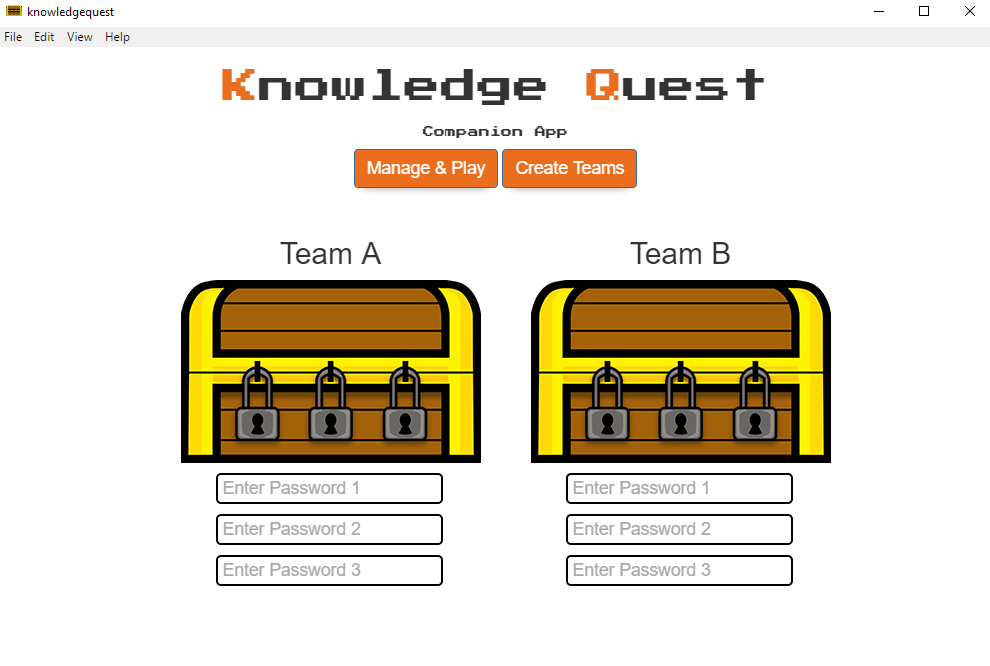 knowledgequest
File Edit View Help
Knowledge Quest
Companion App
Manage & Play Create Teams
Team A Team B
Enter Password 1 Enter Password 1
Enter Password 2 Enter Password 2
Enter Password 3 Enter Password 3